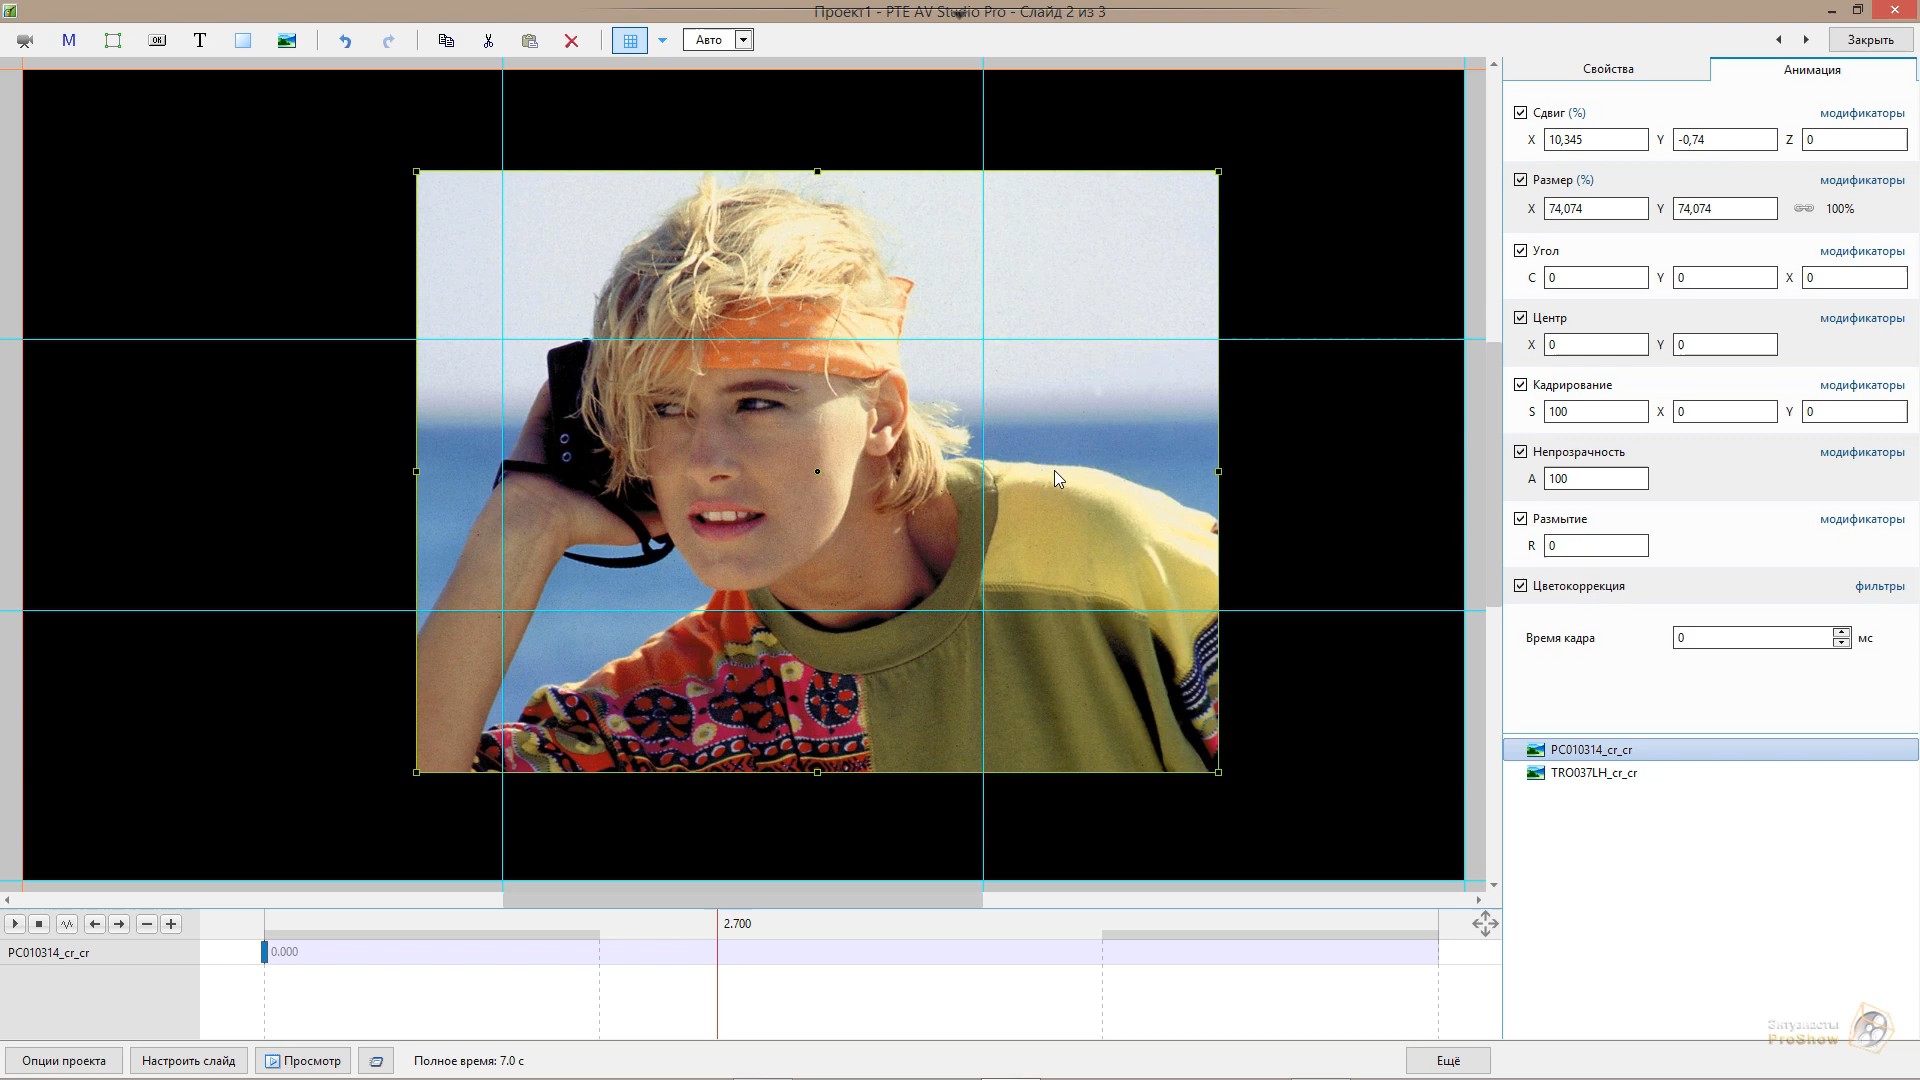 Проект1 - PTE AV Studio Pro - Слайд 2 из 3
M
OK
T
Авто
Закрыть
Свойства
Анимация
Сдвиг (%)
модификаторы
X 10,345 Y -0,74 Z 0
Размер (%)
модификаторы
X 74,074 Y 74,074 100%
Угол
модификаторы
C 0 Y 0 X 0
Центр
модификаторы
X 0 Y 0
Кадрирование
модификаторы
S 100 X 0 Y 0
Непрозрачность
модификаторы
A 100
Размытие
модификаторы
R 0
Цветокоррекция
фильтры
Время кадра 0 мс
PC010314_cr_cr
TRO037LH_cr_cr
2.700
PC010314_cr_cr
0.000
Энтузиасты
ProShow
Опции проекта
Настроить слайд
Просмотр
Полное время: 7.0 с
Ещё